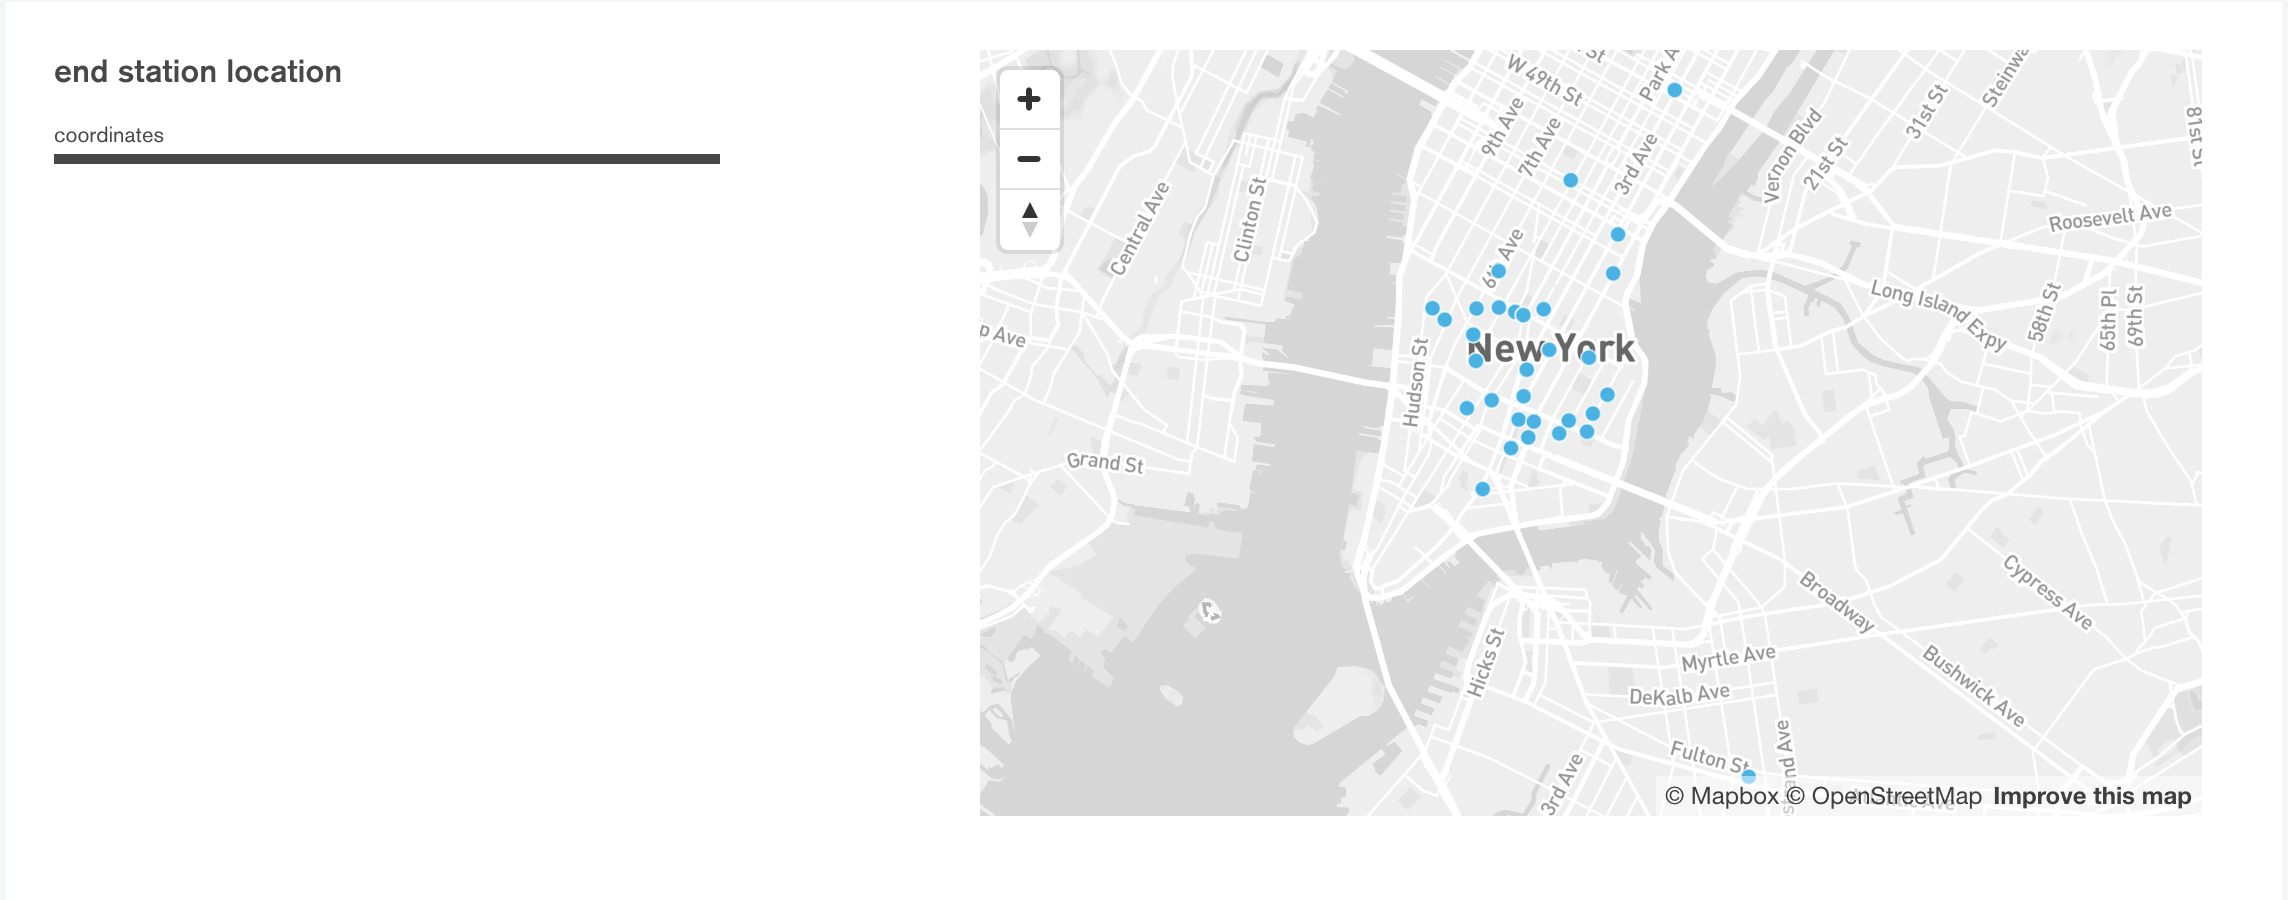 end station location
coordinates
W 49th St
St
9th Ave
7th Ave
3rd Ave
Vernon Blvd
21st St
31st St
81st St
Central Ave
Clinton St
Roosevelt Ave
Ave
Long Island Expy
58th St
65th Pl
69th St
p Ave
New York
Hudson St
Grand St
Cypress Ave
Broadway
Hicks St
Myrtle Ave
DeKalb Ave
Bushwick Ave
Fulton St
3rd Ave
and Ave
© Mapbox © OpenStreetMap Improve this map